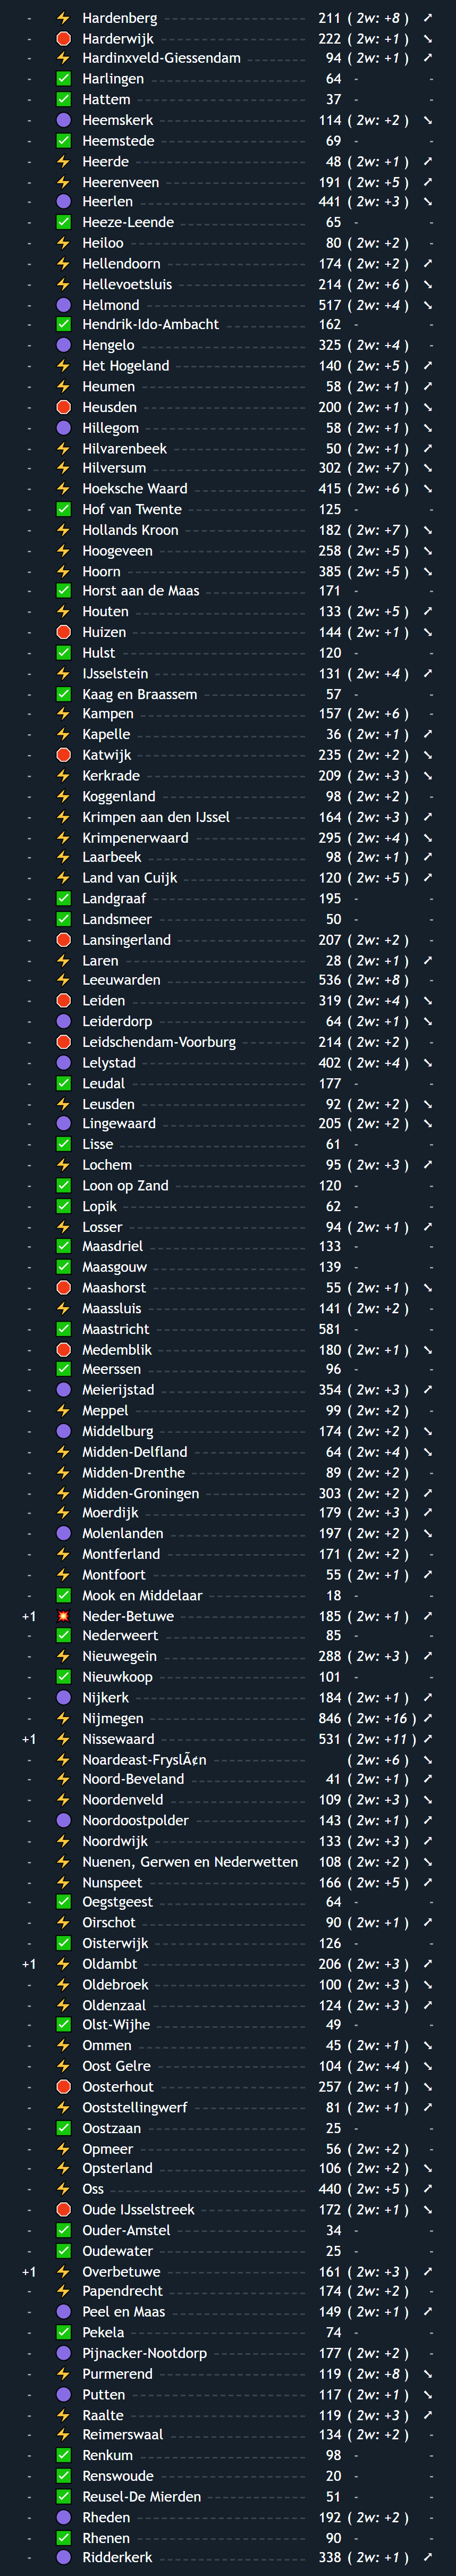 - Hardenberg 211 ( 2w: +8 ) ↗
- Harderwijk 222 ( 2w: +1 ) ↘
- Hardinxveld-Giessendam 94 ( 2w: +1 ) ↗
- Harlingen 64 - -
- Hattem 37 - -
- Heemskerk 114 ( 2w: +2 ) ↘
- Heemstede 69 - -
- Heerde 48 ( 2w: +1 ) ↗
- Heerenveen 191 ( 2w: +5 ) ↗
- Heerlen 441 ( 2w: +3 ) ↘
- Heeze-Leende 65 - -
- Heiloo 80 ( 2w: +2 ) -
- Hellendoorn 174 ( 2w: +2 ) ↗
- Hellevoetsluis 214 ( 2w: +6 ) ↘
- Helmond 517 ( 2w: +4 ) ↘
- Hendrik-Ido-Ambacht 162 - -
- Hengelo 325 ( 2w: +4 ) -
- Het Hogeland 140 ( 2w: +5 ) ↗
- Heumen 58 ( 2w: +1 ) ↗
- Heusden 200 ( 2w: +1 ) ↘
- Hillegom 58 ( 2w: +1 ) ↘
- Hilvarenbeek 50 ( 2w: +1 ) ↗
- Hilversum 302 ( 2w: +7 ) ↘
- Hoeksche Waard 415 ( 2w: +6 ) ↘
- Hof van Twente 125 - -
- Hollands Kroon 182 ( 2w: +7 ) ↘
- Hoogeveen 258 ( 2w: +5 ) ↘
- Hoorn 385 ( 2w: +5 ) ↘
- Horst aan de Maas 171 - -
- Houten 133 ( 2w: +5 ) ↗
- Huizen 144 ( 2w: +1 ) ↘
- Hulst 120 - -
- IJsselstein 131 ( 2w: +4 ) ↗
- Kaag en Braassem 57 - -
- Kampen 157 ( 2w: +6 ) -
- Kapelle 36 ( 2w: +1 ) ↗
- Katwijk 235 ( 2w: +2 ) ↘
- Kerkrade 209 ( 2w: +3 ) ↘
- Koggenland 98 ( 2w: +2 ) -
- Krimpen aan den IJssel 164 ( 2w: +3 ) ↗
- Krimpenerwaard 295 ( 2w: +4 ) ↘
- Laarbeek 98 ( 2w: +1 ) ↗
- Land van Cuijk 120 ( 2w: +5 ) ↗
- Landgraaf 195 - -
- Landsmeer 50 - -
- Lansingerland 207 ( 2w: +2 ) -
- Laren 28 ( 2w: +1 ) ↗
- Leeuwarden 536 ( 2w: +8 ) -
- Leiden 319 ( 2w: +4 ) ↘
- Leiderdorp 64 ( 2w: +1 ) ↘
- Leidschendam-Voorburg 214 ( 2w: +2 ) -
- Lelystad 402 ( 2w: +4 ) ↘
- Leudal 177 - -
- Leusden 92 ( 2w: +2 ) ↘
- Lingewaard 205 ( 2w: +2 ) ↘
- Lisse 61 - -
- Lochem 95 ( 2w: +3 ) ↗
- Loon op Zand 120 - -
- Lopik 62 - -
- Losser 94 ( 2w: +1 ) ↗
- Maasdriel 133 - -
- Maasgouw 139 - -
- Maashorst 55 ( 2w: +1 ) ↘
- Maassluis 141 ( 2w: +2 ) -
- Maastricht 581 - -
- Medemblik 180 ( 2w: +1 ) ↘
- Meerssen 96 - -
- Meierijstad 354 ( 2w: +3 ) ↗
- Meppel 99 ( 2w: +2 ) -
- Middelburg 174 ( 2w: +2 ) ↘
- Midden-Delfland 64 ( 2w: +4 ) ↘
- Midden-Drenthe 89 ( 2w: +2 ) -
- Midden-Groningen 303 ( 2w: +2 ) ↗
- Moerdijk 179 ( 2w: +3 ) ↗
- Molenlanden 197 ( 2w: +2 ) ↘
- Montferland 171 ( 2w: +2 ) -
- Montfoort 55 ( 2w: +1 ) ↗
- Mook en Middelaar 18 - -
+1 Neder-Betuwe 185 ( 2w: +1 ) ↗
- Nederweert 85 - -
- Nieuwegein 288 ( 2w: +3 ) ↗
- Nieuwkoop 101 - -
- Nijkerk 184 ( 2w: +1 ) ↗
- Nijmegen 846 ( 2w: +16 ) ↗
+1 Nissewaard 531 ( 2w: +11 ) ↗
- Noardeast-FryslÃ¢n ( 2w: +6 ) ↘
- Noord-Beveland 41 ( 2w: +1 ) ↗
- Noordenveld 109 ( 2w: +3 ) ↘
- Noordoostpolder 143 ( 2w: +1 ) ↗
- Noordwijk 133 ( 2w: +3 ) ↗
- Nuenen, Gerwen en Nederwetten 108 ( 2w: +2 ) ↘
- Nunspeet 166 ( 2w: +5 ) ↗
- Oegstgeest 64 - -
- Oirschot 90 ( 2w: +1 ) ↗
- Oisterwijk 126 - -
+1 Oldambt 206 ( 2w: +3 ) ↗
- Oldebroek 100 ( 2w: +3 ) ↘
- Oldenzaal 124 ( 2w: +3 ) ↗
- Olst-Wijhe 49 - -
- Ommen 45 ( 2w: +1 ) ↘
- Oost Gelre 104 ( 2w: +4 ) ↘
- Oosterhout 257 ( 2w: +1 ) ↘
- Ooststellingwerf 81 ( 2w: +1 ) ↗
- Oostzaan 25 - -
- Opmeer 56 ( 2w: +2 ) -
- Opsterland 106 ( 2w: +2 ) ↘
- Oss 440 ( 2w: +5 ) ↗
- Oude IJsselstreek 172 ( 2w: +1 ) ↘
- Ouder-Amstel 34 - -
- Oudewater 25 - -
+1 Overbetuwe 161 ( 2w: +3 ) ↗
- Papendrecht 174 ( 2w: +2 ) -
- Peel en Maas 149 ( 2w: +1 ) ↗
- Pekela 74 - -
- Pijnacker-Nootdorp 177 ( 2w: +2 ) -
- Purmerend 119 ( 2w: +8 ) ↘
- Putten 117 ( 2w: +1 ) ↘
- Raalte 119 ( 2w: +3 ) ↗
- Reimerswaal 134 ( 2w: +2 ) -
- Renkum 98 - -
- Renswoude 20 - -
- Reusel-De Mierden 51 - -
- Rheden 192 ( 2w: +2 ) -
- Rhenen 90 - -
- Ridderkerk 338 ( 2w: +1 ) ↗